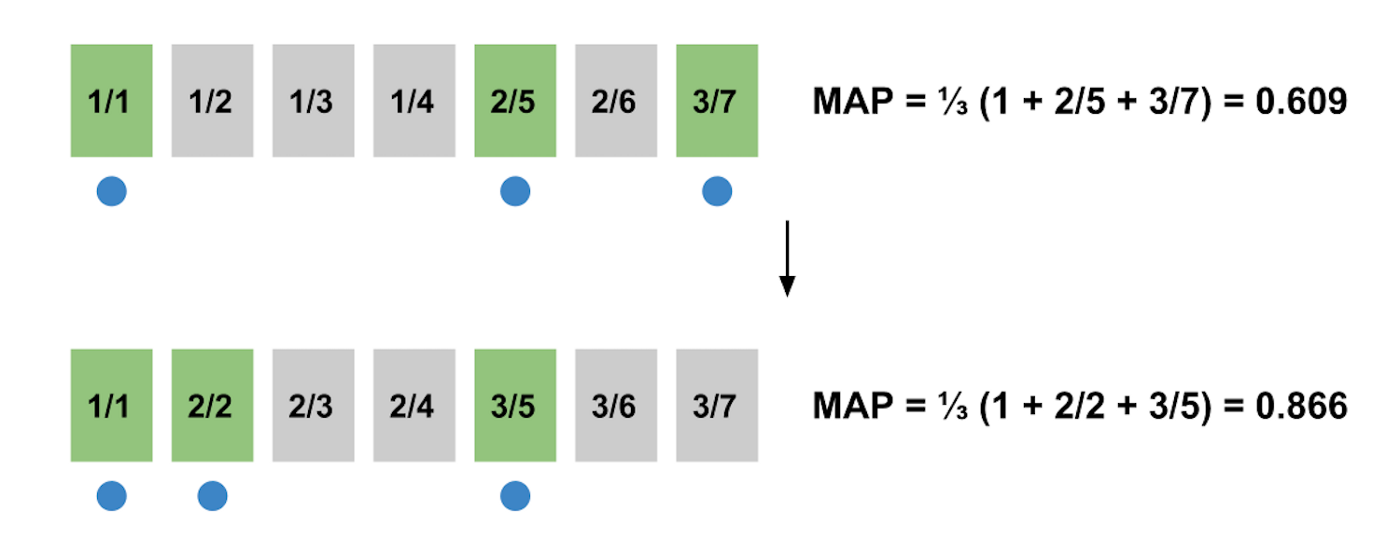 1/1 1/2 1/3 1/4 2/5 2/6 3/7 MAP = ⅓ (1 + 2/5 + 3/7) = 0.609
1/1 2/2 2/3 2/4 3/5 3/6 3/7 MAP = ⅓ (1 + 2/2 + 3/5) = 0.866